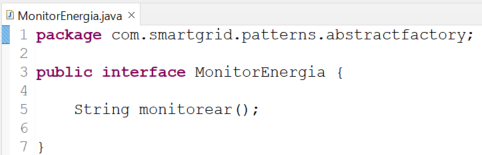 MonitorEnergia.java
1 package com.smartgrid.patterns.abstractfactory;
2
3 public interface MonitorEnergia {
4
5     String monitorear();
6
7 }